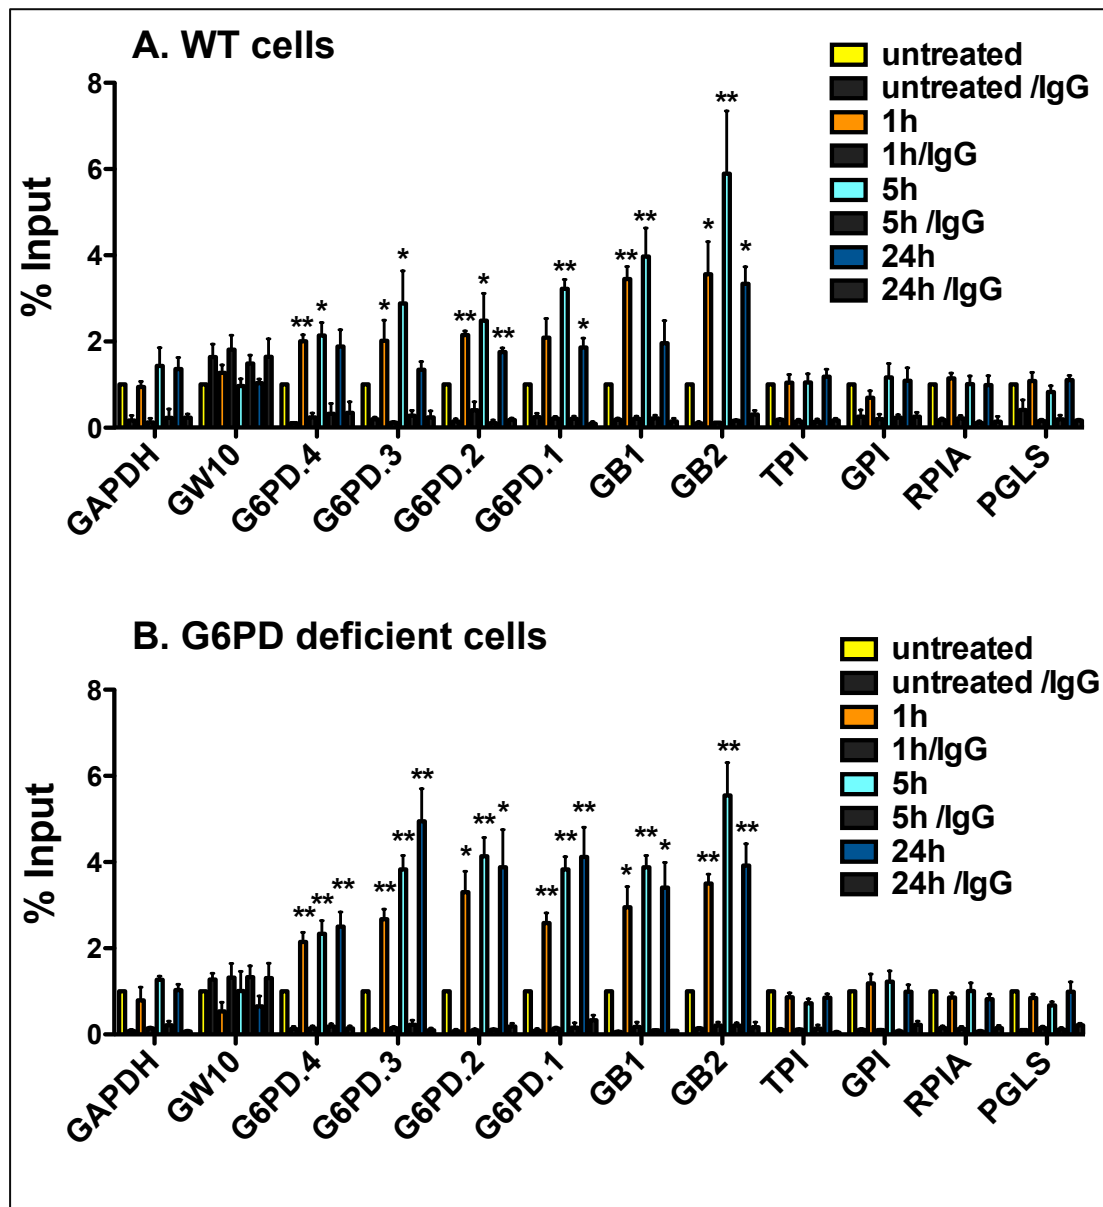 A. WT cells
% Input
8
6
4
2
0
**
*
*
*
**
*
**
**
*
**
**
*
**
*
GAPDH
GW10
G6PD.4
G6PD.3
G6PD.2
G6PD.1
GB1
GB2
TPI
GPI
RPIA
PGLS
untreated
untreated /IgG
1h
1h/IgG
5h
5h /IgG
24h
24h /IgG
B. G6PD deficient cells
% Input
8
6
4
2
0
**
**
**
**
**
**
*
**
*
**
**
**
*
**
*
**
**
**
GAPDH
GW10
G6PD.4
G6PD.3
G6PD.2
G6PD.1
GB1
GB2
TPI
GPI
RPIA
PGLS
untreated
untreated /IgG
1h
1h/IgG
5h
5h /IgG
24h
24h /IgG